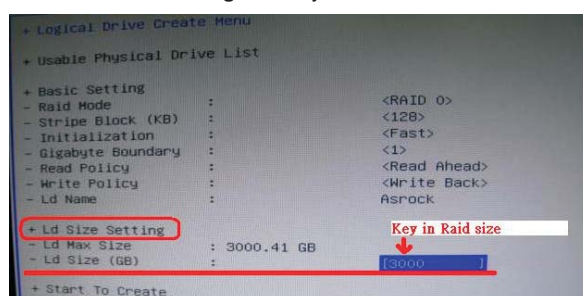 + Logical Drive Create Menu
+ Usable Physical Drive List
+ Basic Setting
- Raid Mode : <RAID 0>
- Stripe Block (KB) : <128>
- Initialization : <Fast>
- Gigabyte Boundary : <1>
- Read Policy : <Read Ahead>
- Write Policy : <Write Back>
- Ld Name : Asrock
+ Ld Size Setting Key in Raid size
- Ld Max Size : 3000.41 GB
- Ld Size (GB) : [3000 ]
+ Start To Create